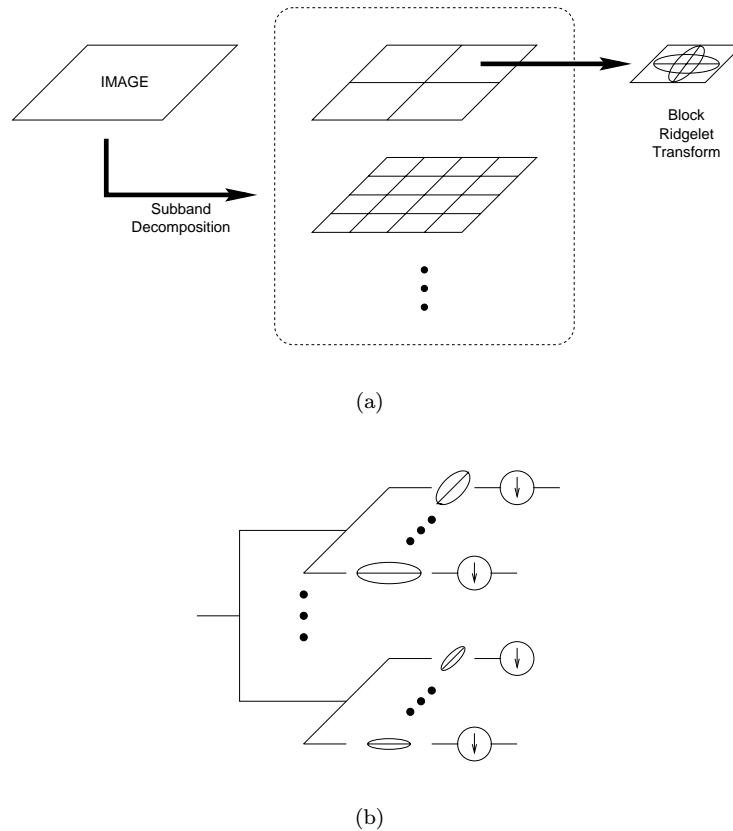 IMAGE
Subband
Decomposition
Block
Ridgelet
Transform
(a)
(b)